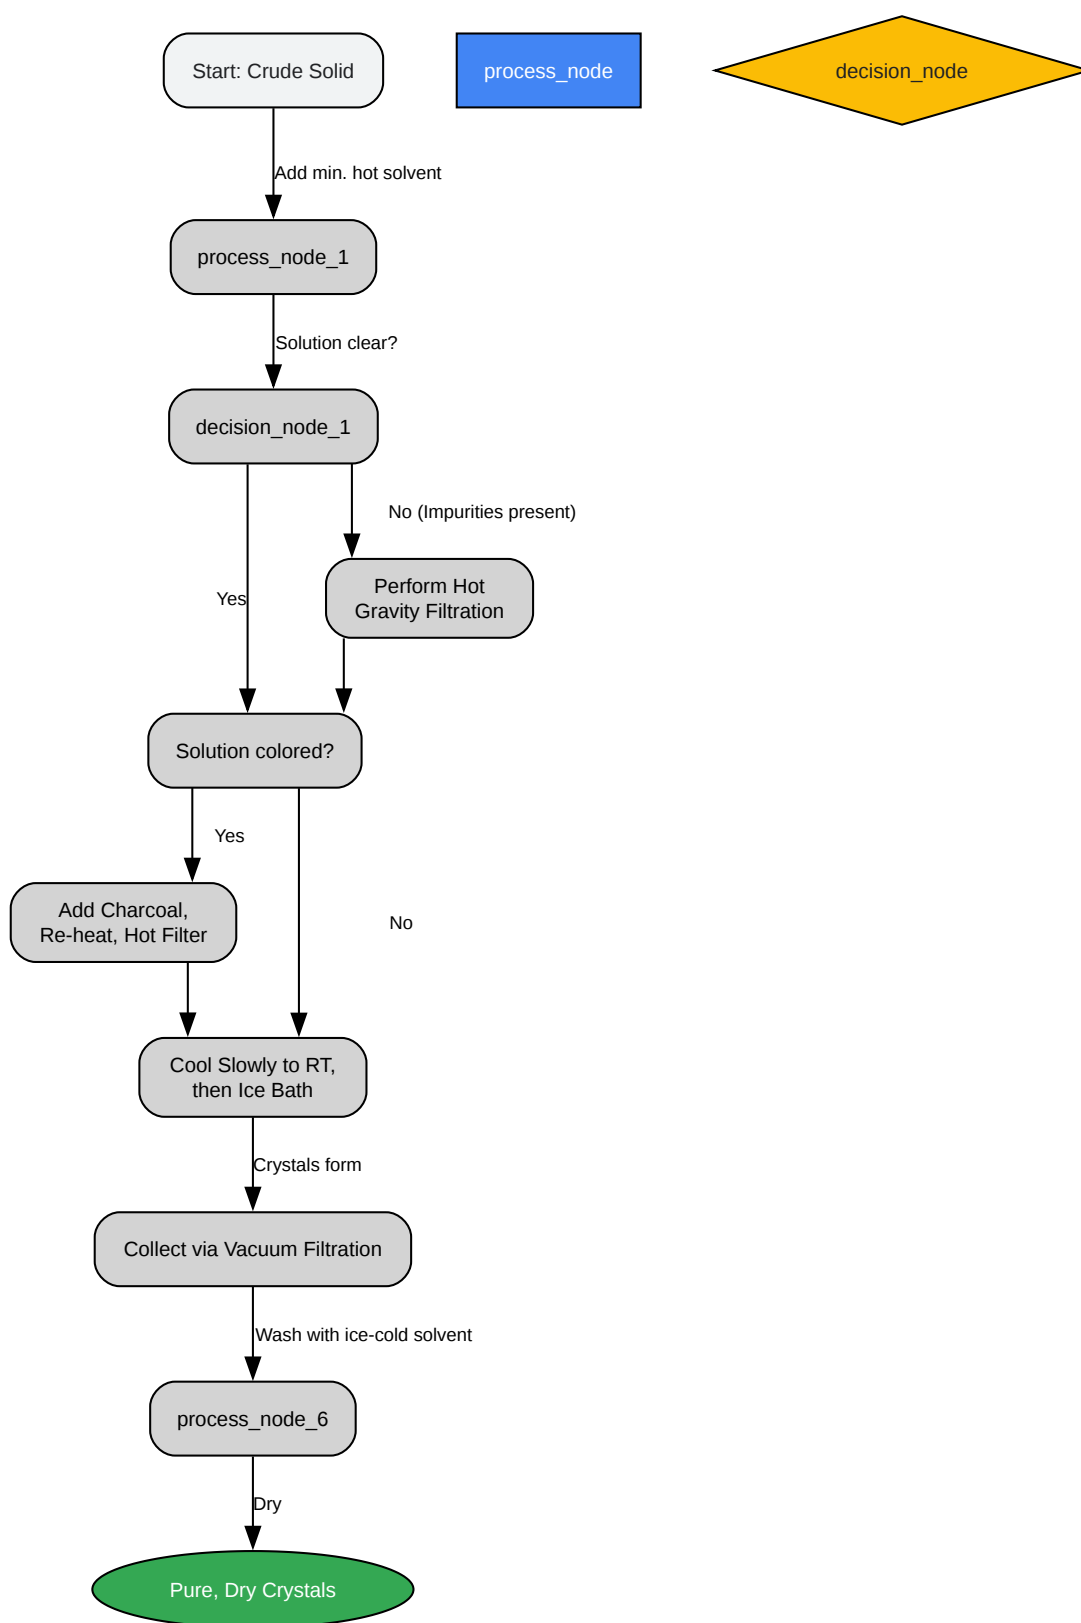 Start: Crude Solid
process_node
decision_node
Add min. hot solvent
process_node_1
Solution clear?
decision_node_1
No (Impurities present)
Perform Hot
Gravity Filtration
Yes
Solution colored?
Yes
Add Charcoal,
Re-heat, Hot Filter
No
Cool Slowly to RT,
then Ice Bath
Crystals form
Collect via Vacuum Filtration
Wash with ice-cold solvent
process_node_6
Dry
Pure, Dry Crystals